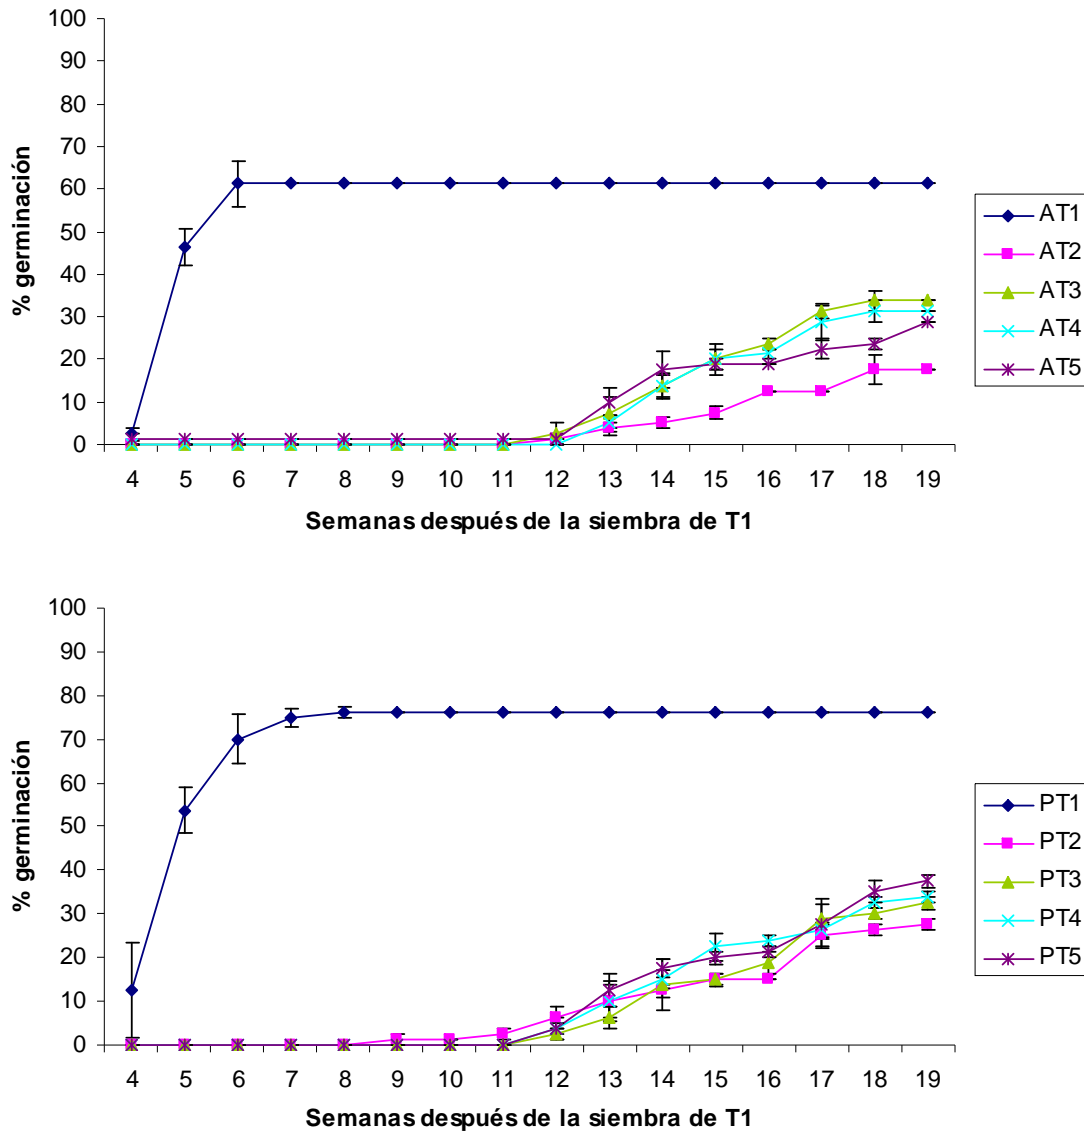 100
90
80
70
60
50
40
30
20
10
0
% germinación
4 5 6 7 8 9 10 11 12 13 14 15 16 17 18 19
Semanas después de la siembra de T1
AT1
AT2
AT3
AT4
AT5
100
90
80
70
60
50
40
30
20
10
0
% germinación
4 5 6 7 8 9 10 11 12 13 14 15 16 17 18 19
Semanas después de la siembra de T1
PT1
PT2
PT3
PT4
PT5